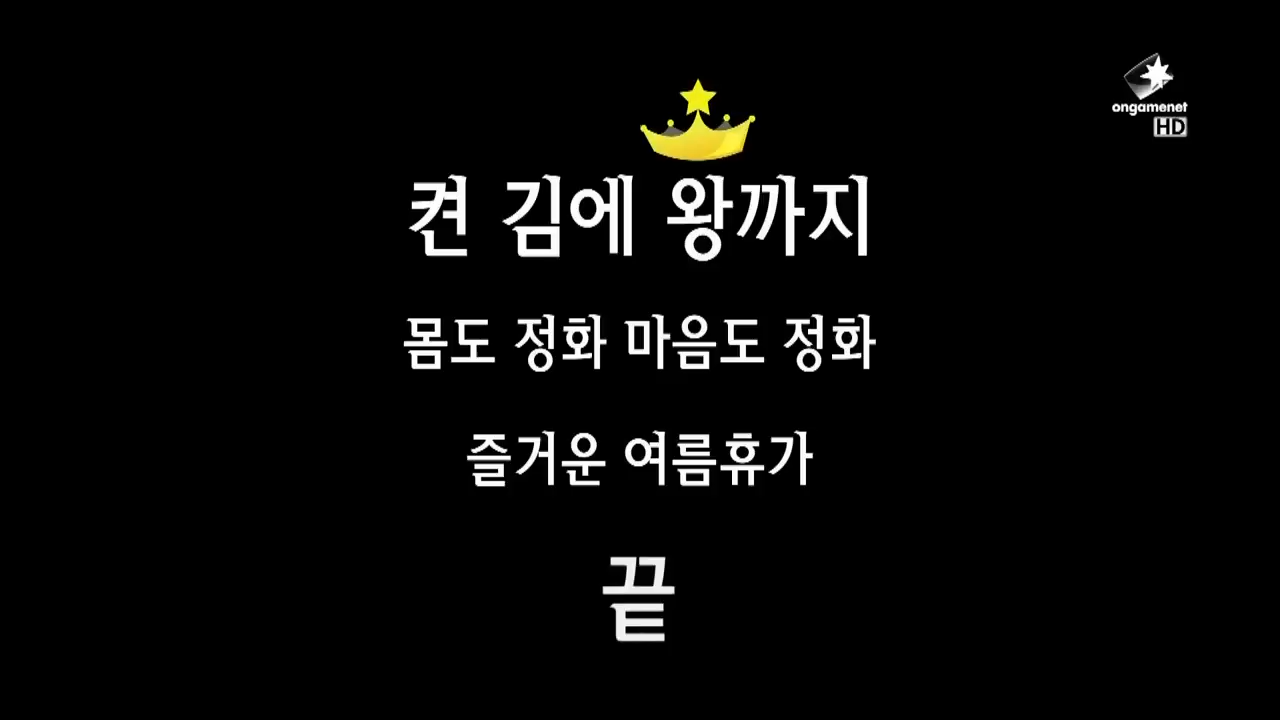 ongamenet
HD
켠 김에 왕까지
몸도 정화 마음도 정화
즐거운 여름휴가
끝